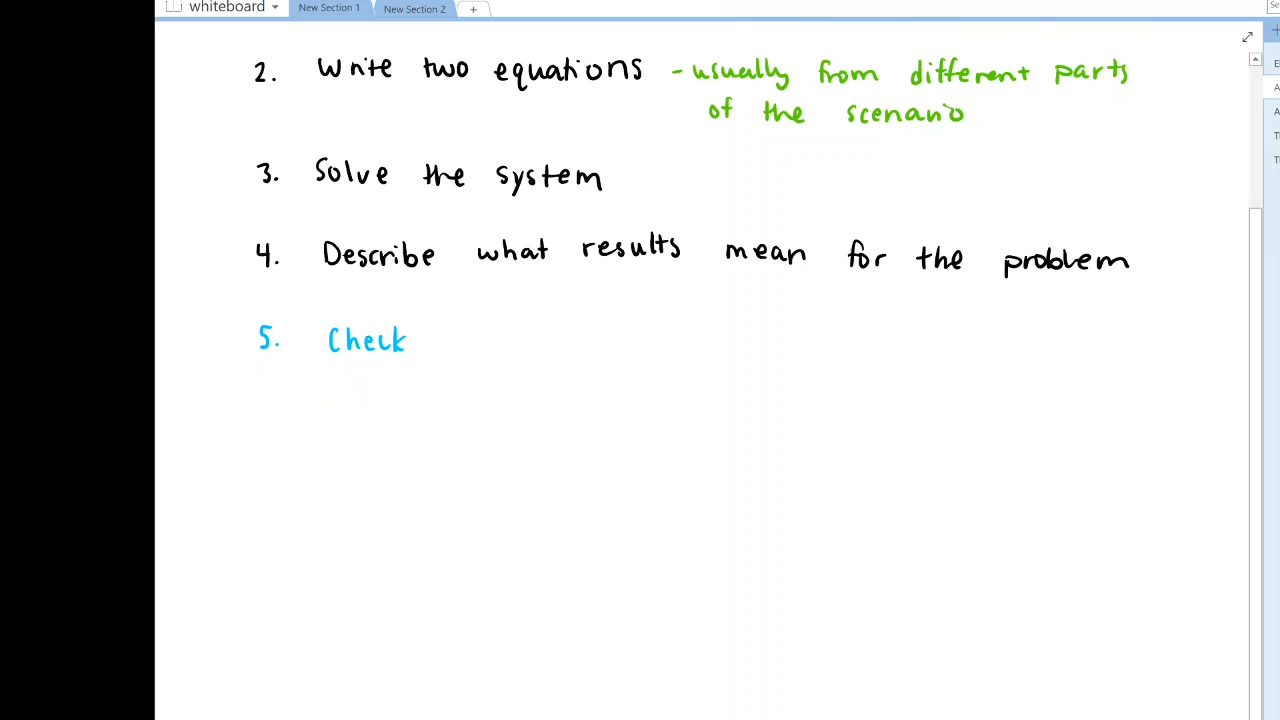 whiteboard New Section 1 New Section 2 +
2. Write two equations - usually from different parts
of the scenario
3. Solve the system
4. Describe what results mean for the problem
5. Check